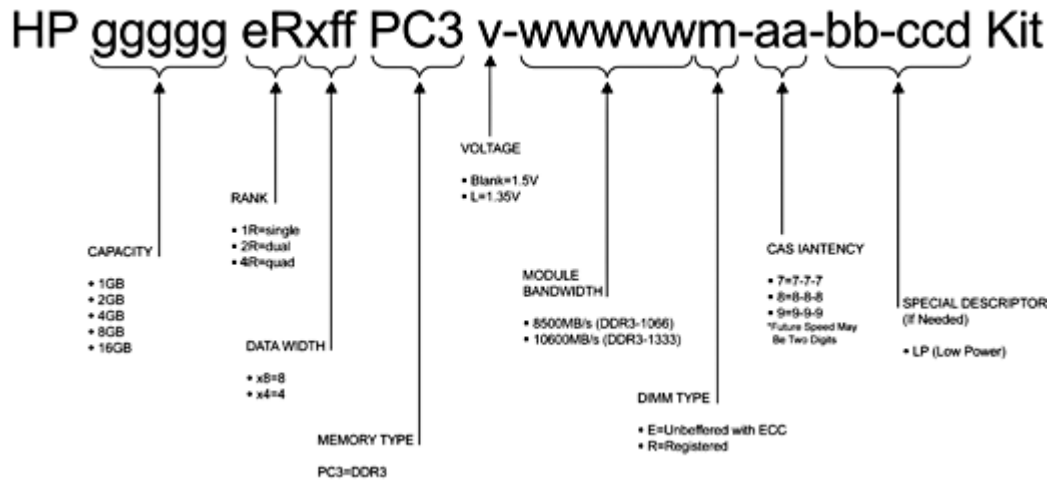 HP ggggg eRxff PC3 v-wwwwwm-aa-bb-ccd Kit
VOLTAGE
• Blank=1.5V
• L=1.35V
RANK
• 1R=single
• 2R=dual
• 4R=quad
CAPACITY
• 1GB
• 2GB
• 4GB
• 8GB
• 16GB
CAS IANTENCY
• 7=7-7-7
• 8=8-8-8
• 9=9-9-9
*Future Speed May
Be Two Digits
MODULE
BANDWIDTH
• 8500MB/s (DDR3-1066)
• 10600MB/s (DDR3-1333)
SPECIAL DESCRIPTOR
(If Needed)
• LP (Low Power)
DATA WIDTH
• x8=8
• x4=4
DIMM TYPE
• E=Unbeffered with ECC
• R=Registered
MEMORY TYPE
PC3=DDR3